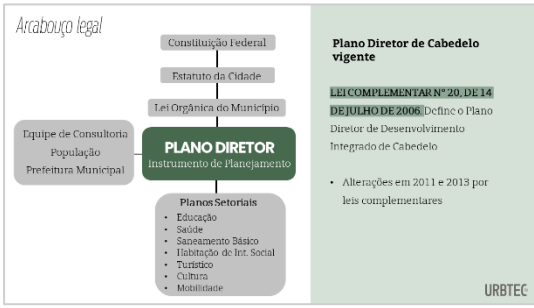 Arcabouço legal
Constituição Federal
Estatuto da Cidade
Lei Orgânica do Município
Equipe de Consultoria
População
Prefeitura Municipal
PLANO DIRETOR
Instrumento de Planejamento
Planos Setoriais
• Educação
• Saúde
• Saneamento Básico
• Habitação de Int. Social
• Turístico
• Cultura
• Mobilidade
Plano Diretor de Cabedelo
vigente
LEI COMPLEMENTAR Nº 20, DE 14
DE JULHO DE 2006. Define o Plano
Diretor de Desenvolvimento
Integrado de Cabedelo
• Alterações em 2011 e 2013 por
leis complementares
URBTEC